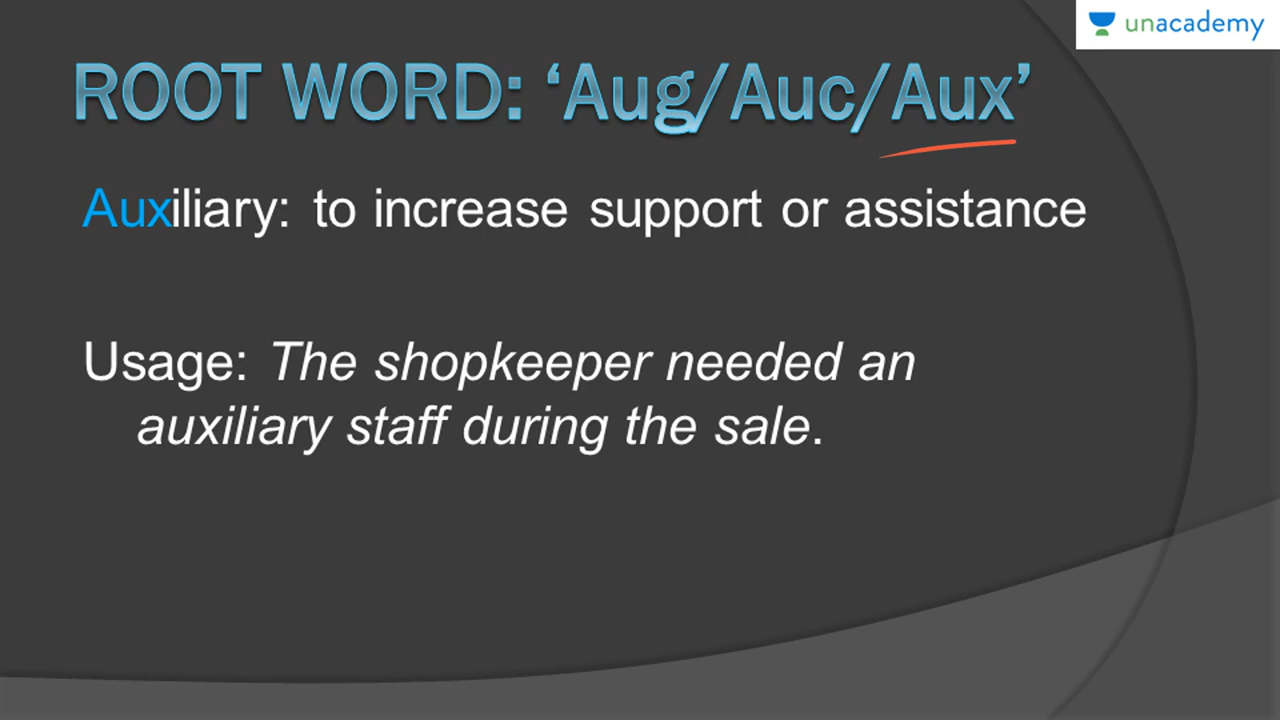 unacademy
ROOT WORD: ‘Aug/Auc/Aux’
Auxiliary: to increase support or assistance
Usage: The shopkeeper needed an
auxiliary staff during the sale.